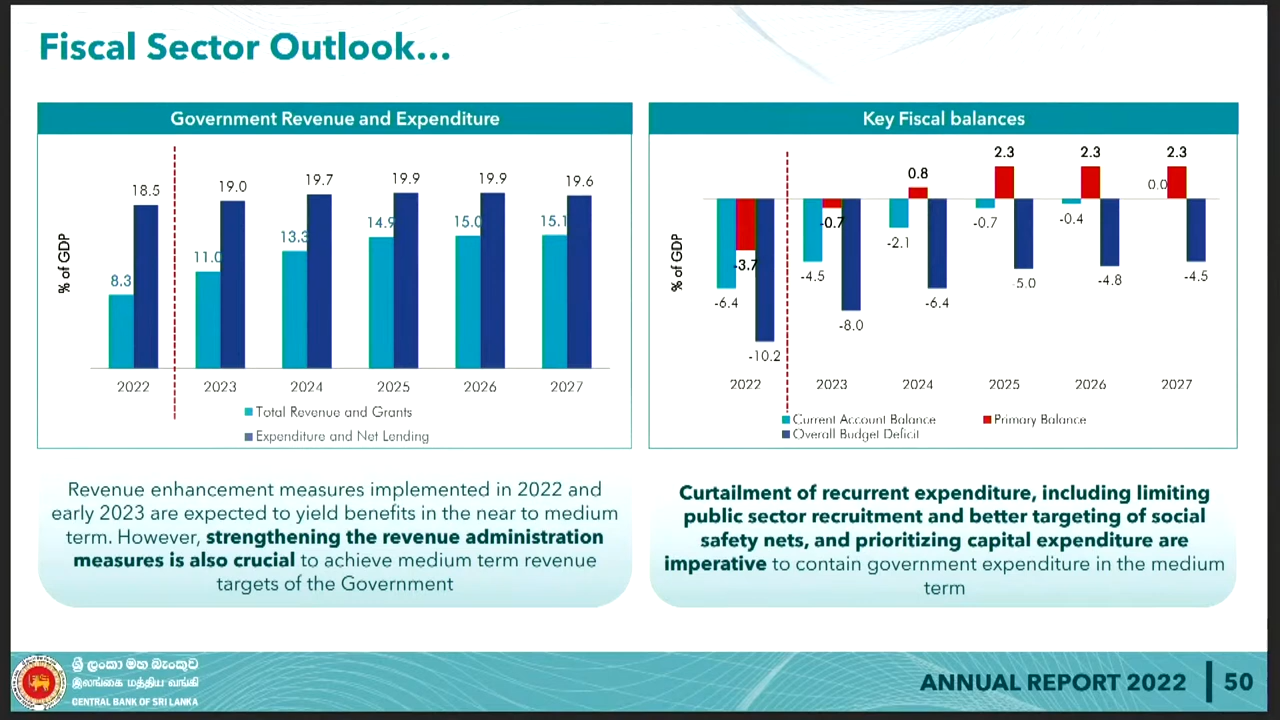 Fiscal Sector Outlook...
Government Revenue and Expenditure
% of GDP
18.5
19.0
19.7
19.9
19.9
19.6
8.3
11.0
13.3
14.9
15.0
15.1
2022
2023
2024
2025
2026
2027
Total Revenue and Grants
Expenditure and Net Lending
Key Fiscal balances
% of GDP
2.3
2.3
2.3
0.8
0.0
-3.7
-0.7
-6.4
-4.5
-2.1
-0.7
-0.4
-10.2
-8.0
-6.4
-5.0
-4.8
-4.5
2022
2023
2024
2025
2026
2027
Current Account Balance
Primary Balance
Overall Budget Deficit
Revenue enhancement measures implemented in 2022 and
early 2023 are expected to yield benefits in the near to medium
term. However, strengthening the revenue administration
measures is also crucial to achieve medium term revenue
targets of the Government
Curtailment of recurrent expenditure, including limiting
public sector recruitment and better targeting of social
safety nets, and prioritizing capital expenditure are
imperative to contain government expenditure in the medium
term
ශ්‍රී ලංකා මහ බැංකුව
இலங்கை மத்திய வங்கி
CENTRAL BANK OF SRI LANKA
ANNUAL REPORT 2022
50